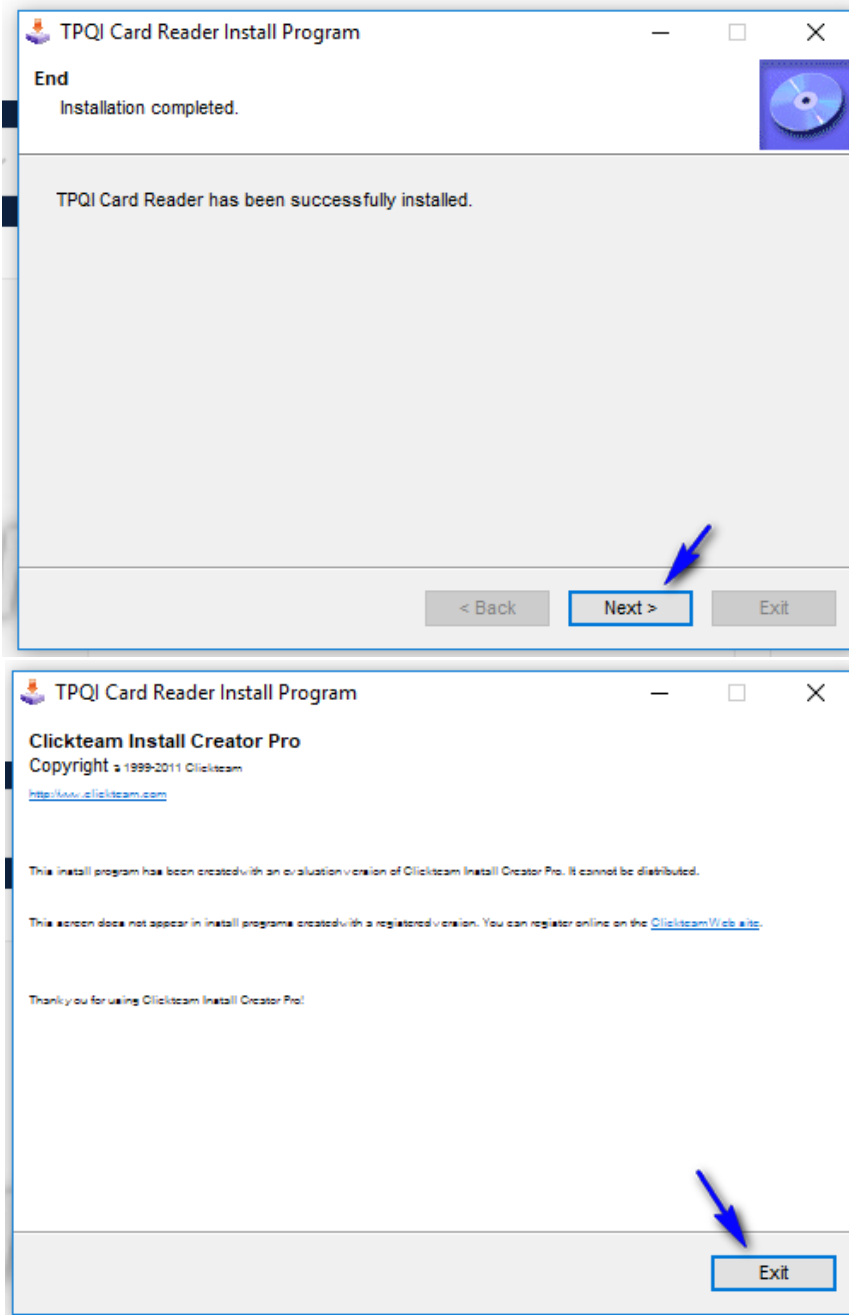 TPQI Card Reader Install Program
End
Installation completed.
TPQI Card Reader has been successfully installed.
< Back
Next >
Exit
TPQI Card Reader Install Program
Clickteam Install Creator Pro
Copyright 1999-2011 Clickteam
http://www.clickteam.com
This install program has been created with an evaluation version of Clickteam Install Creator Pro. It cannot be distributed.
This screen does not appear in install programs created with a registered version. You can register online on the Clickteam Web site.
Thank you for using Clickteam Install Creator Pro!
Exit